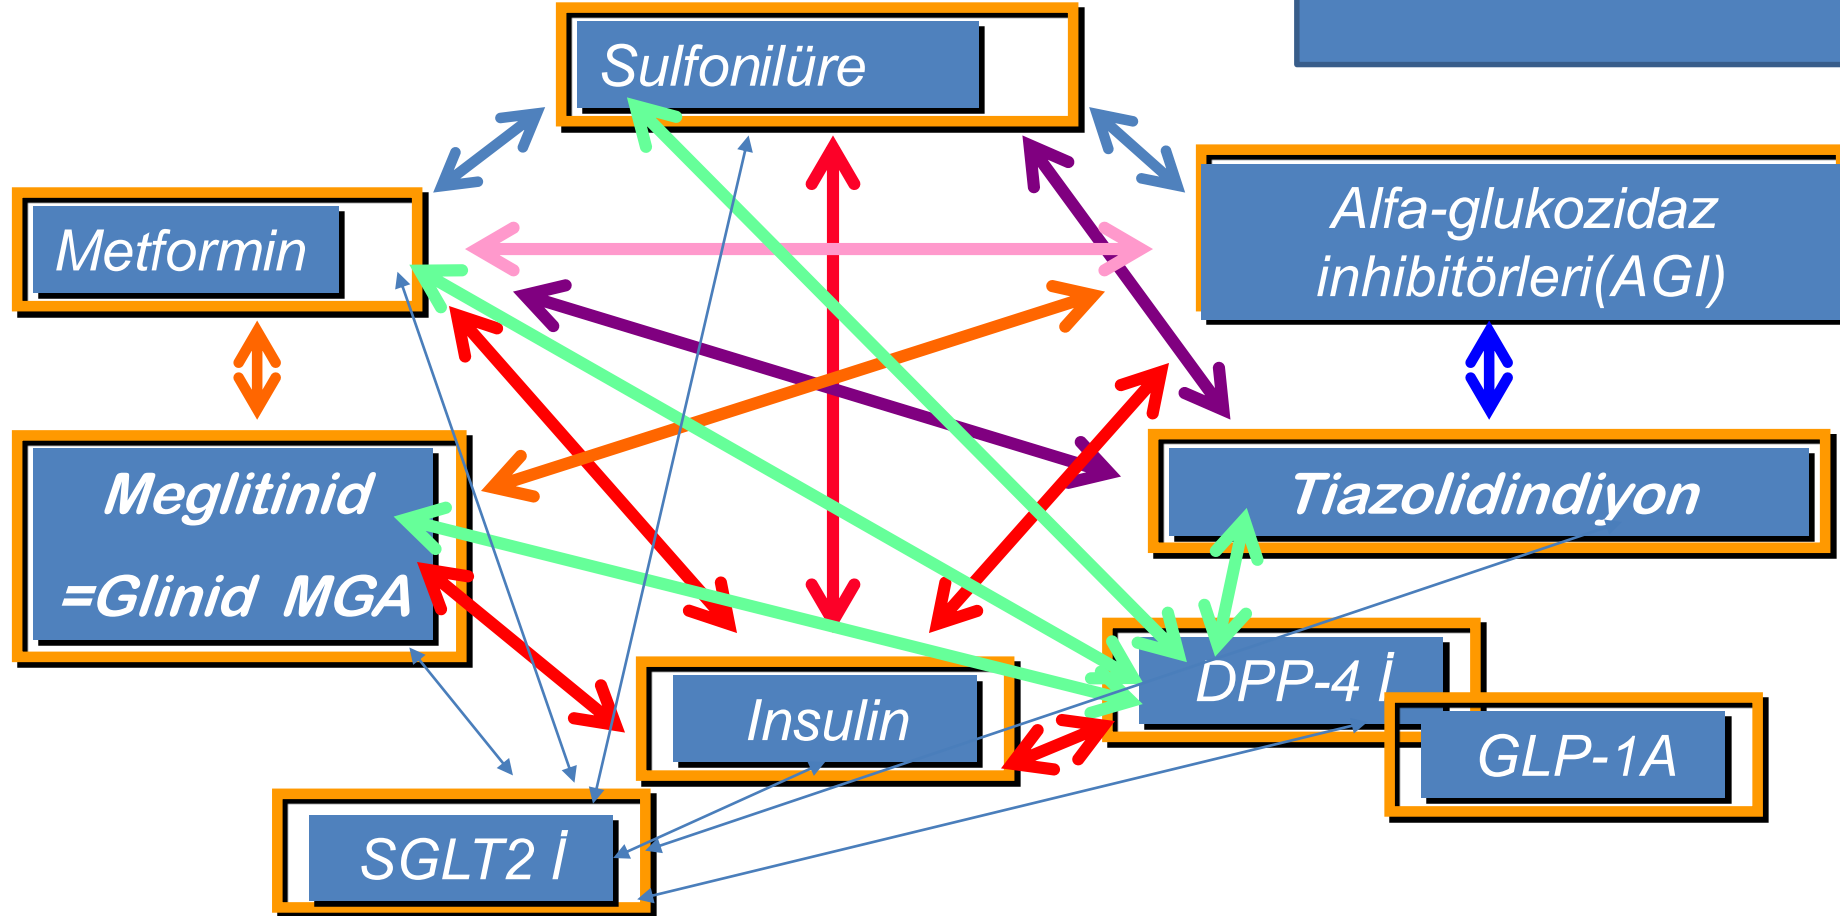 Sulfonilüre
Metformin
Alfa-glukozidaz
inhibitörleri(AGI)
Meglitinid
=Glinid MGA
Tiazolidindiyon
Insulin
DPP-4 İ
GLP-1A
SGLT2 İ